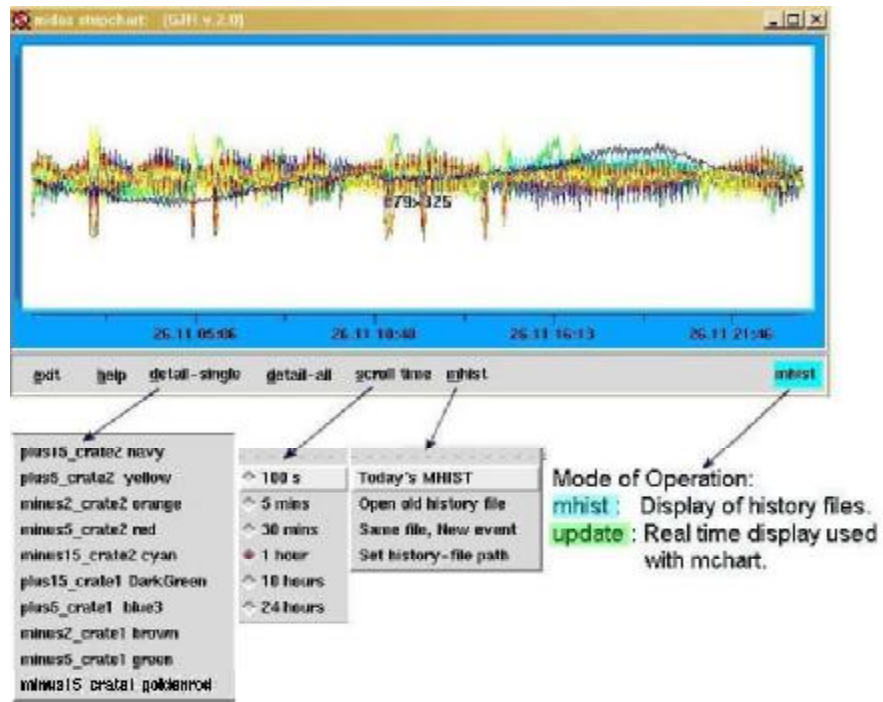 midas stripchart: (GJH v.2.0)
879x325
26.11 05:06
26.11 10:40
26.11 16:13
26.11 21:46
exit help detail-single detail-all scroll time mhist mhist
plus15_crate2 navy
plus5_crate2 yellow
minus2_crate2 orange
minus5_crate2 red
minus15_crate2 cyan
plus15_crate1 DarkGreen
plus5_crate1 blue3
minus2_crate1 brown
minus5_crate1 green
minus15_crate1 goldenrod
100 s
5 mins
30 mins
1 hour
10 hours
24 hours
Today's MHIST
Open old history file
Same file, New event
Set history-file path
Mode of Operation:
mhist : Display of history files.
update : Real time display used
with mchart.